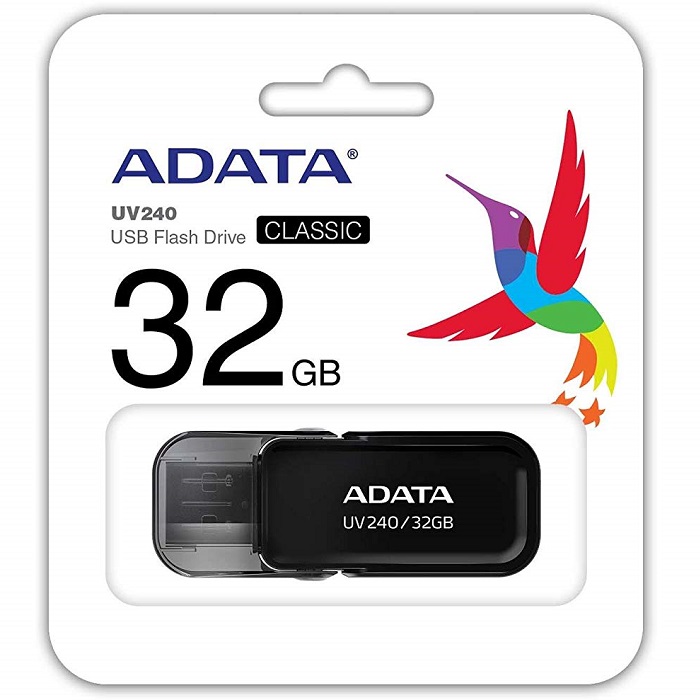 ADATA®
UV240
USB Flash Drive CLASSIC
32 GB
ADATA
UV240/32GB